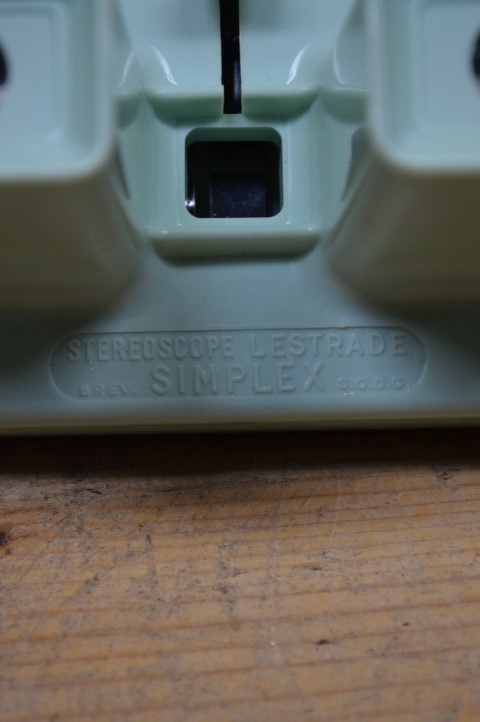 STEREOSCOPE LESTRADE
BREV. SIMPLEX S.G.D.G